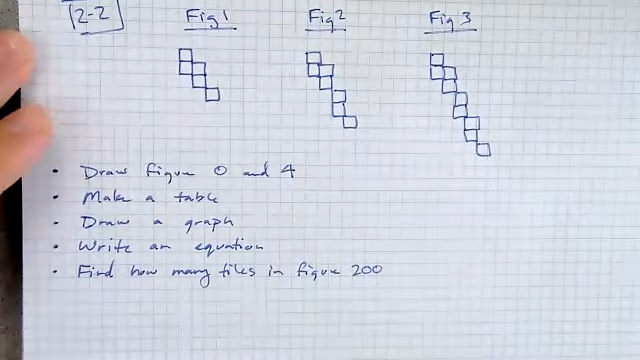 2-2
Fig 1 Fig 2 Fig 3
• Draw figure 0 and 4
• Make a table
• Draw a graph
• Write an equation
• Find how many tiles in figure 200